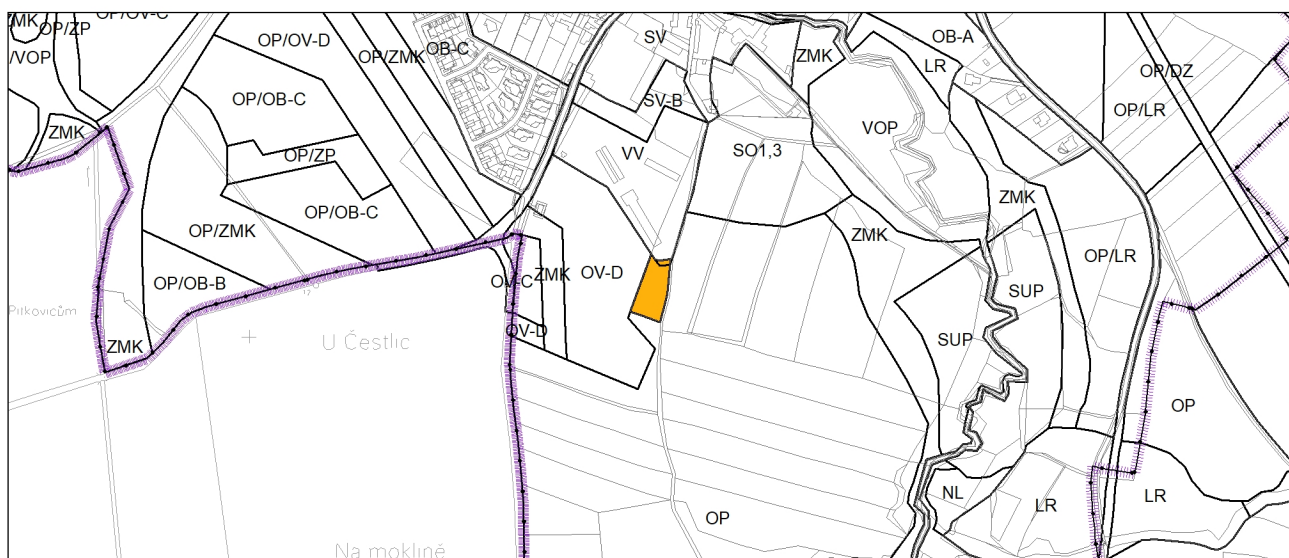 ZMK
OP/ZP
OP/OV-C
/VOP
OP/OV-D
OP/ZMK
OB-C
SV
ZMK
OB-A
LR
OP/DZ
OP/OB-C
SV-B
OP/LR
ZMK
OP/ZP
VV
SO1,3
VOP
OP/OB-C
ZMK
OP/ZMK
ZMK
OP/LR
OP/OB-B
OV-C
ZMK
OV-D
SUP
OV-D
U Čestlic
SUP
ZMK
OP
NL
LR
LR
OP
Na moklině